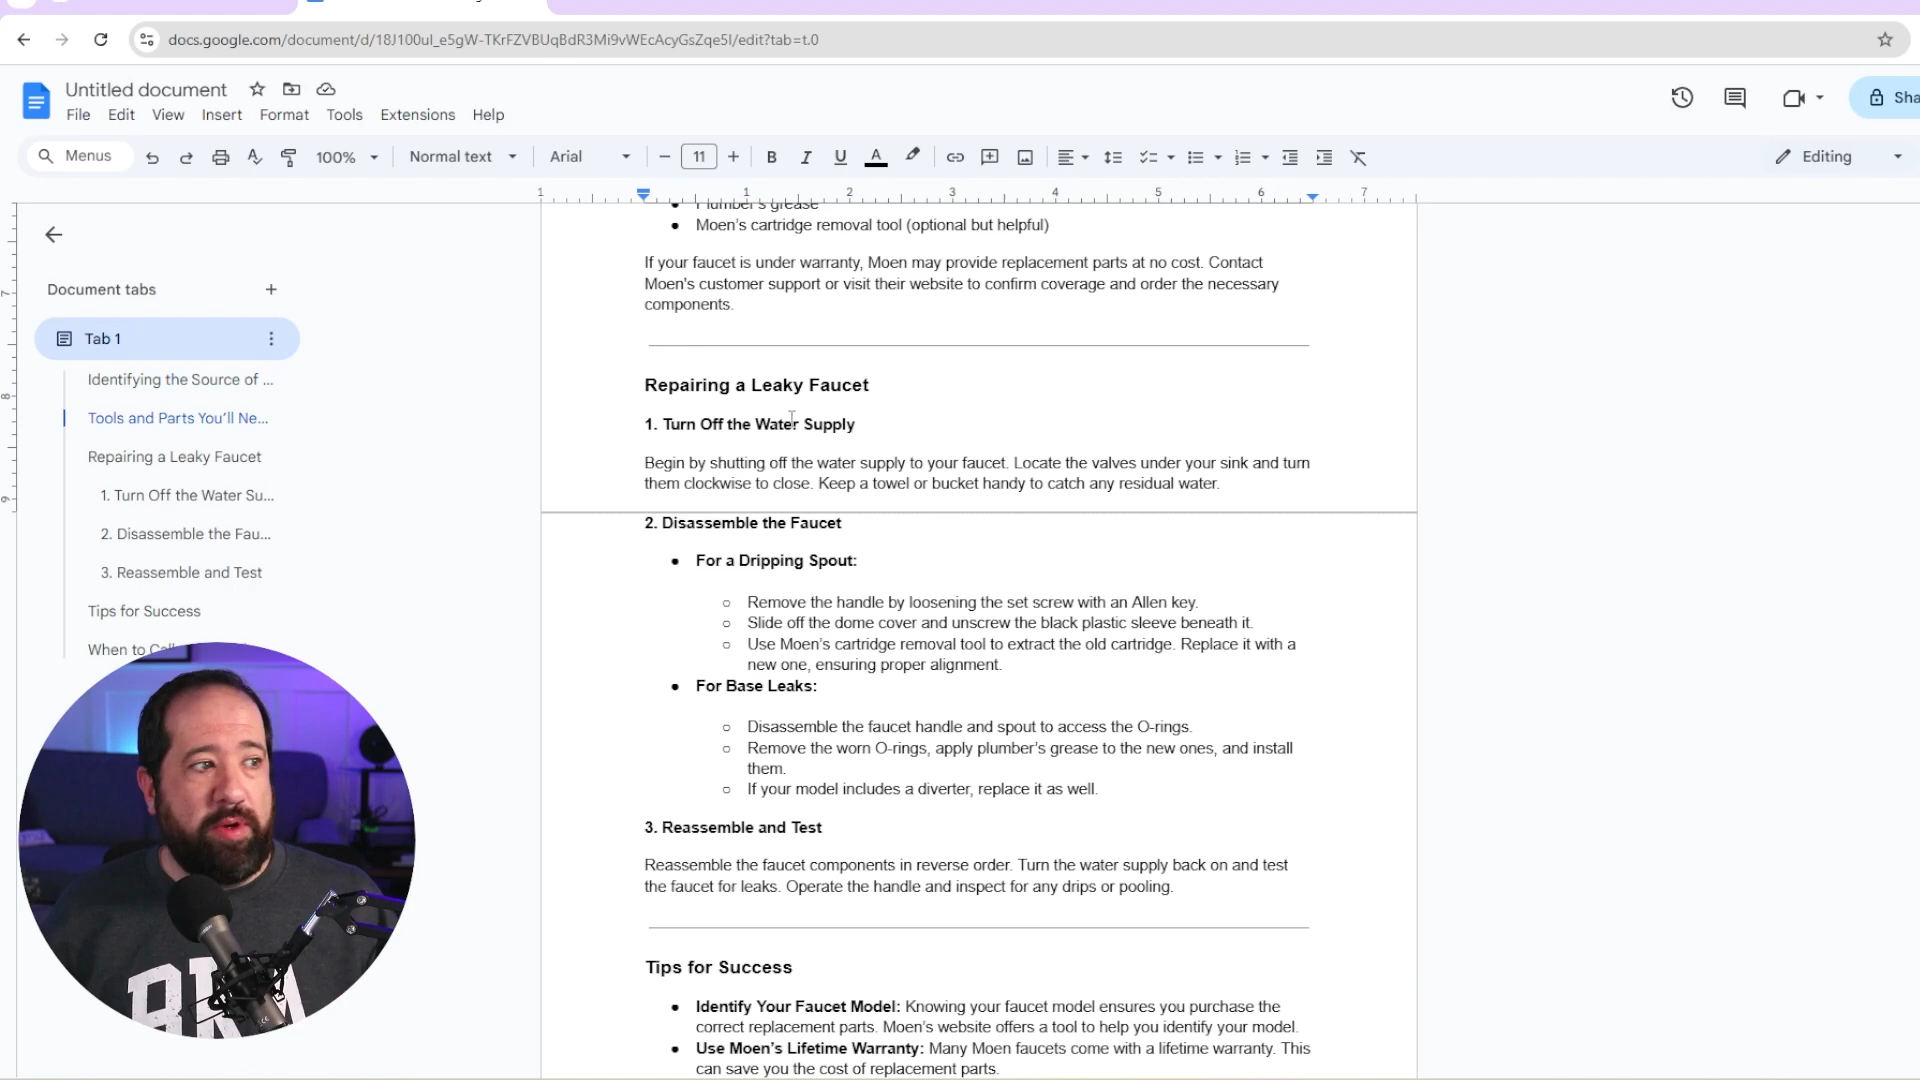 docs.google.com/document/d/18J100ul_e5gW-TKrFZVBUqBdR3Mi9vWEcAcyGsZqe5I/edit?tab=t.0
Untitled document
File Edit View Insert Format Tools Extensions Help
Sha
Menus 100% Normal text Arial 11 Editing
1 1 2 3 4 5 6 7
Document tabs
Tab 1
Identifying the Source of ...
Tools and Parts You'll Ne...
Repairing a Leaky Faucet
1. Turn Off the Water Su...
2. Disassemble the Fau...
3. Reassemble and Test
Tips for Success
When to
7
8
9
Plumber's grease
Moen's cartridge removal tool (optional but helpful)
If your faucet is under warranty, Moen may provide replacement parts at no cost. Contact
Moen's customer support or visit their website to confirm coverage and order the necessary
components.
Repairing a Leaky Faucet
1. Turn Off the Water Supply
Begin by shutting off the water supply to your faucet. Locate the valves under your sink and turn
them clockwise to close. Keep a towel or bucket handy to catch any residual water.
2. Disassemble the Faucet
For a Dripping Spout:
Remove the handle by loosening the set screw with an Allen key.
Slide off the dome cover and unscrew the black plastic sleeve beneath it.
Use Moen's cartridge removal tool to extract the old cartridge. Replace it with a
new one, ensuring proper alignment.
For Base Leaks:
Disassemble the faucet handle and spout to access the O-rings.
Remove the worn O-rings, apply plumber's grease to the new ones, and install
them.
If your model includes a diverter, replace it as well.
3. Reassemble and Test
Reassemble the faucet components in reverse order. Turn the water supply back on and test
the faucet for leaks. Operate the handle and inspect for any drips or pooling.
Tips for Success
Identify Your Faucet Model: Knowing your faucet model ensures you purchase the
correct replacement parts. Moen's website offers a tool to help you identify your model.
Use Moen's Lifetime Warranty: Many Moen faucets come with a lifetime warranty. This
can save you the cost of replacement parts.